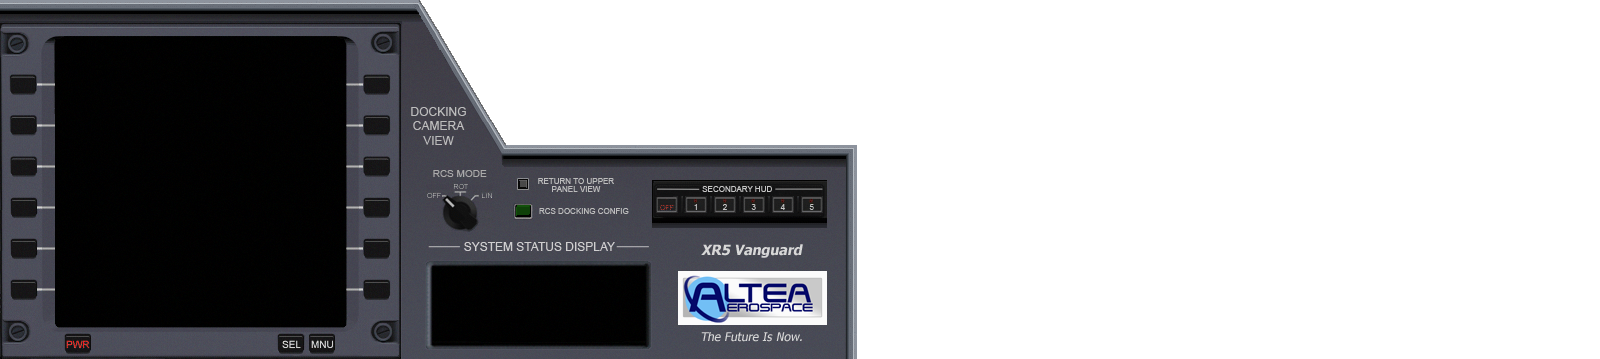 DOCKING
CAMERA
VIEW
RCS MODE
ROT
OFF
LIN
RETURN TO UPPER
PANEL VIEW
RCS DOCKING CONFIG
SECONDARY HUD
OFF 1 2 3 4 5
SYSTEM STATUS DISPLAY
XR5 Vanguard
ALTEA
AEROSPACE
The Future Is Now.
PWR
SEL MNU